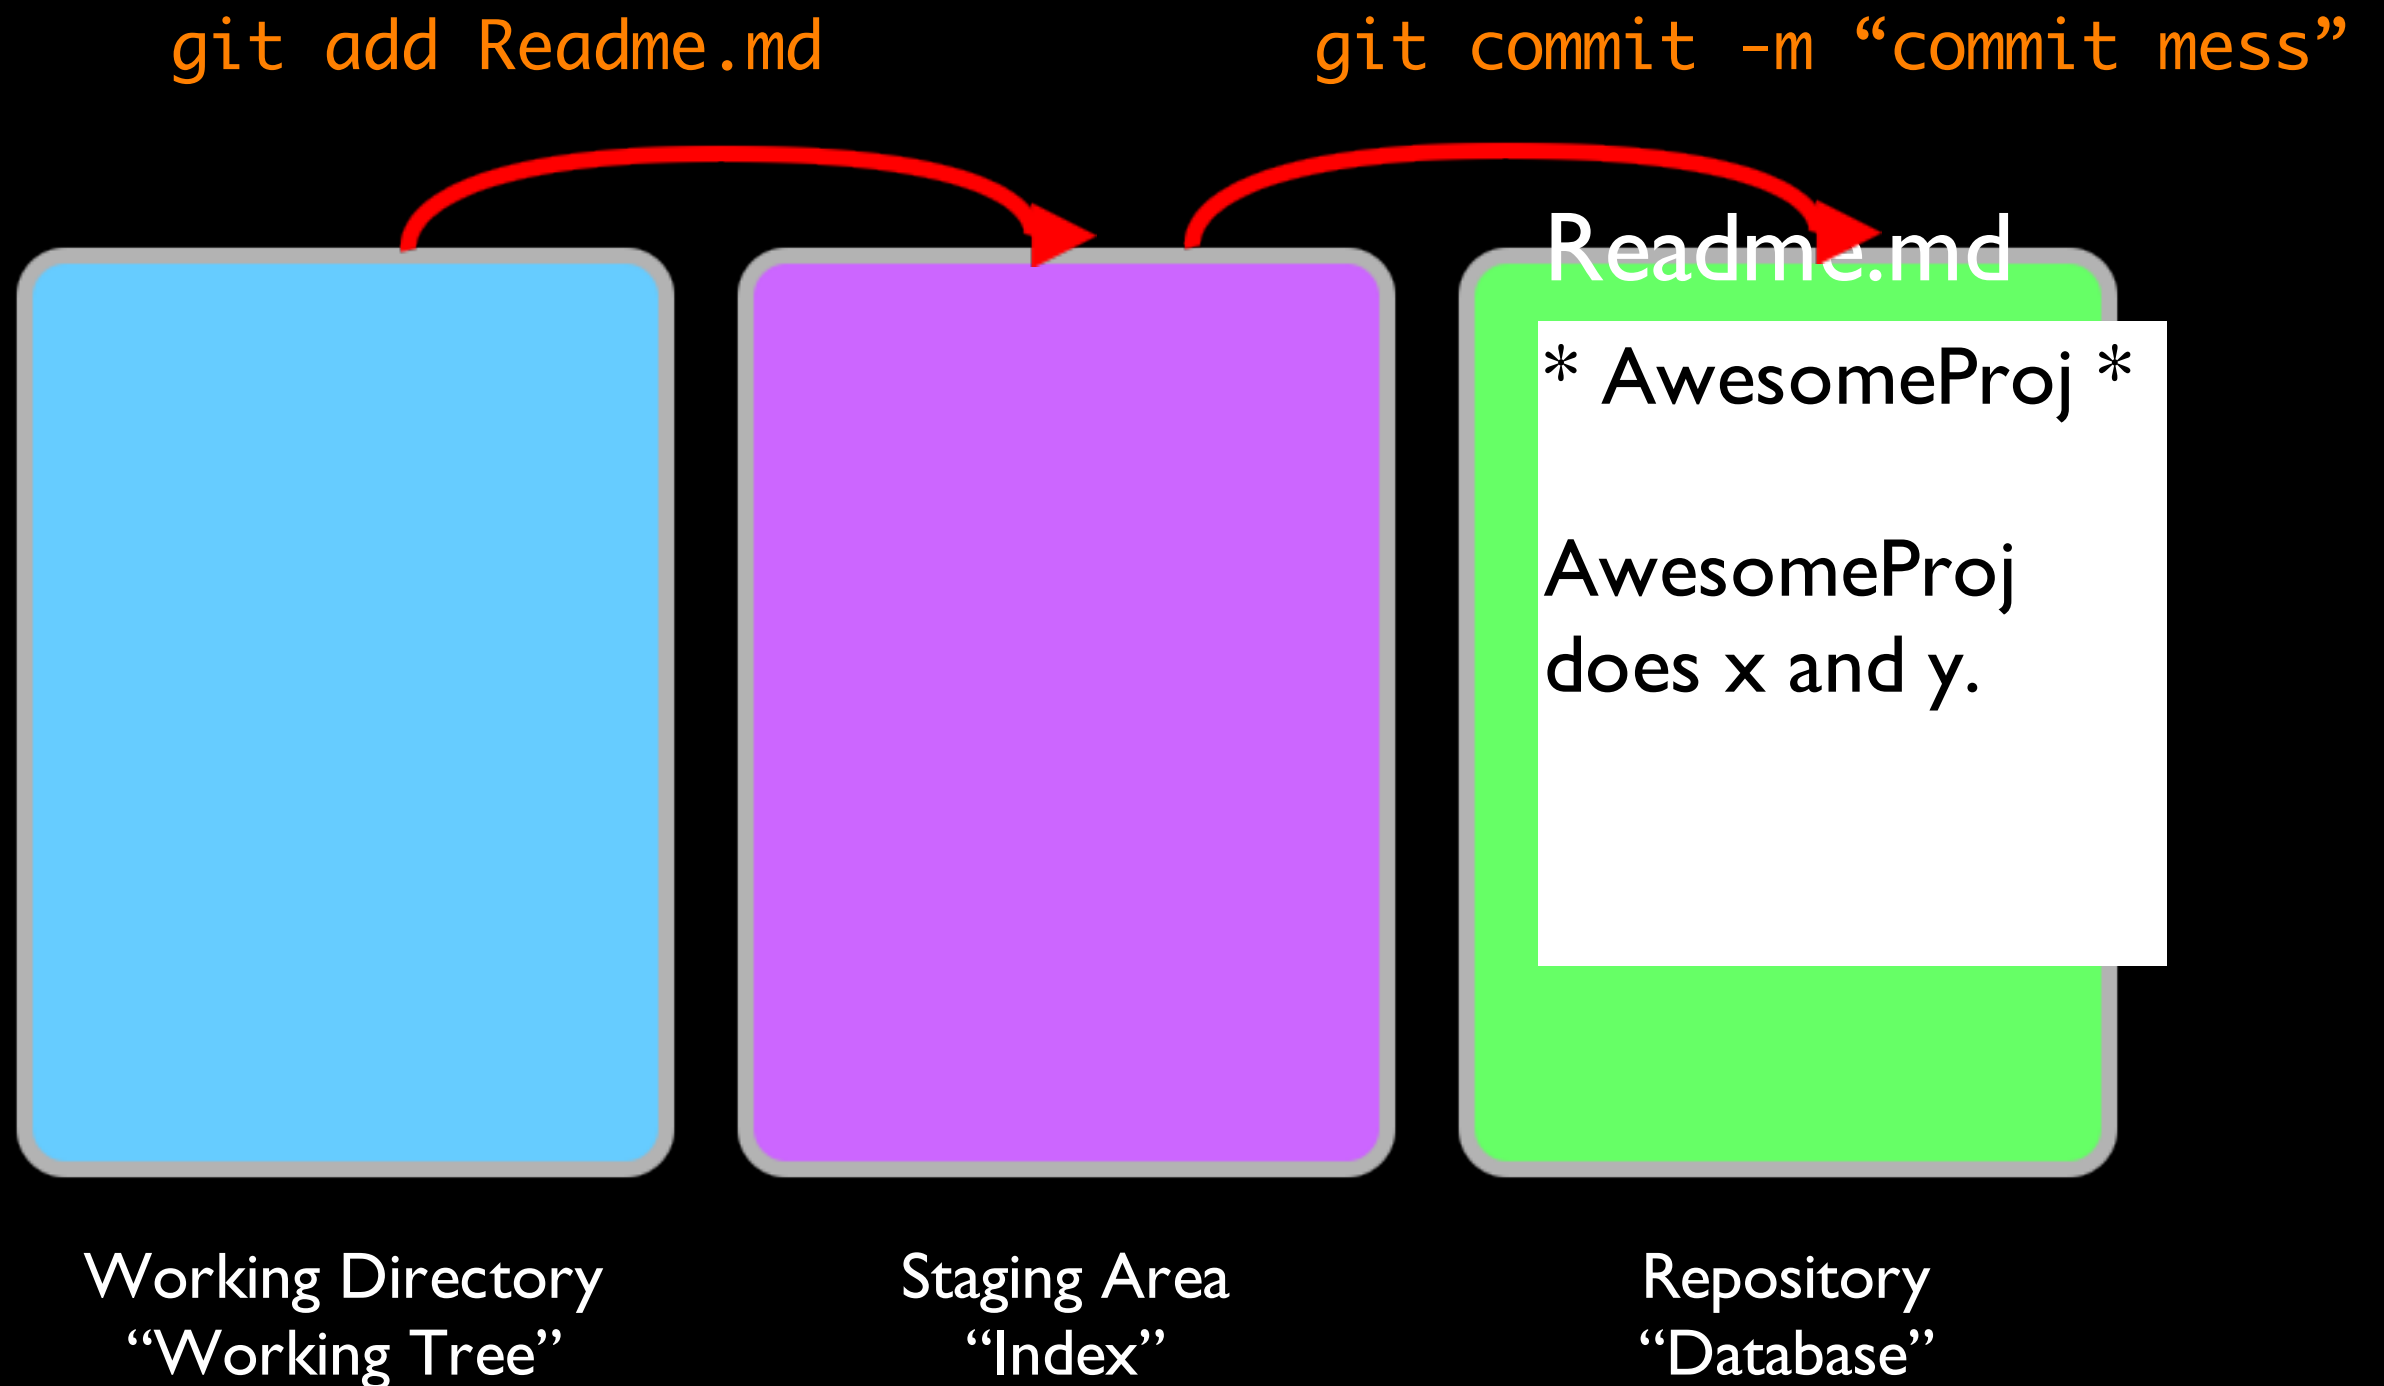 git add Readme.md
git commit -m “commit mess”
Readme.md
* AwesomeProj *
AwesomeProj
does x and y.
Working Directory
“Working Tree”
Staging Area
“Index”
Repository
“Database”